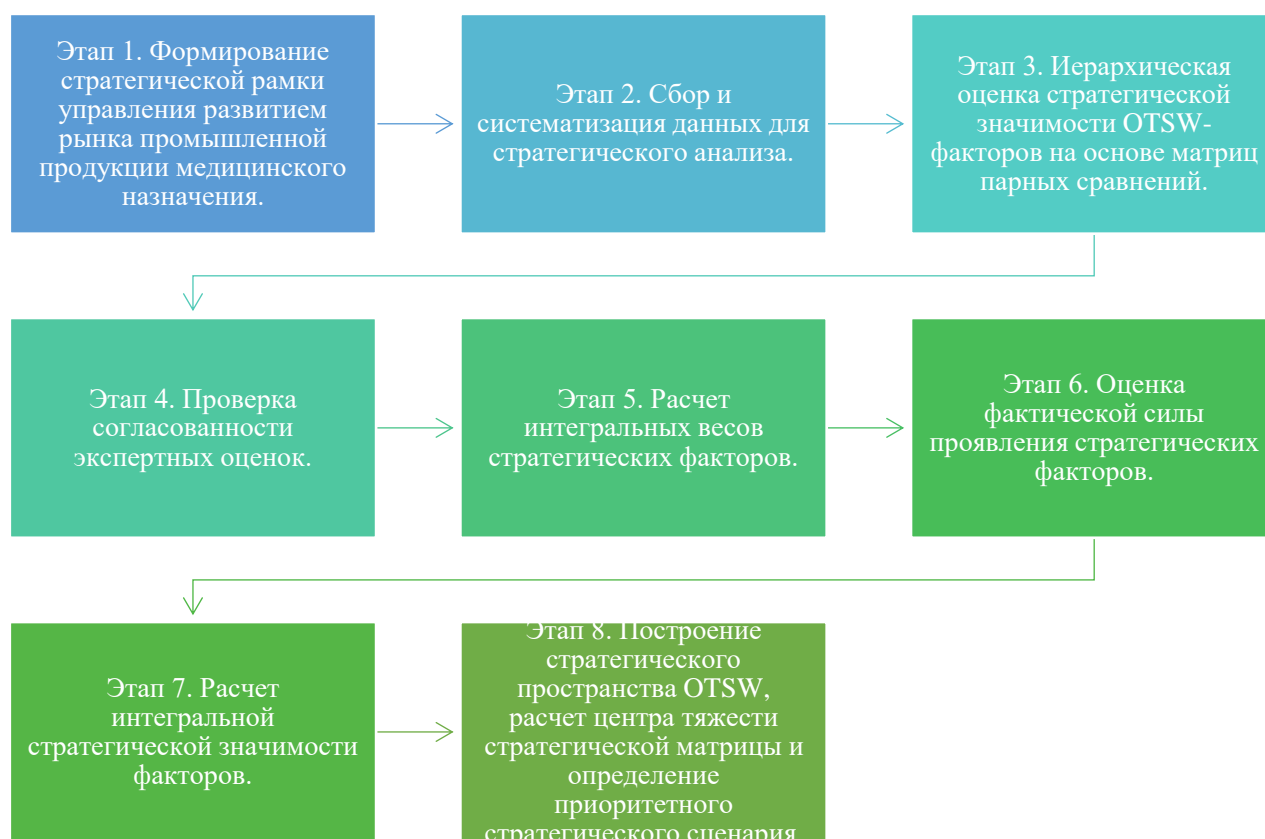 Этап 1. Формирование
стратегической рамки
управления развитием
рынка промышленной
продукции медицинского
назначения.
Этап 2. Сбор и
систематизация данных для
стратегического анализа.
Этап 3. Иерархическая
оценка стратегической
значимости OTSW-
факторов на основе матриц
парных сравнений.
Этап 4. Проверка
согласованности
экспертных оценок.
Этап 5. Расчет
интегральных весов
стратегических факторов.
Этап 6. Оценка
фактической силы
проявления стратегических
факторов.
Этап 7. Расчет
интегральной
стратегической значимости
факторов.
Этап 8. Построение
стратегического
пространства OTSW,
расчет центра тяжести
стратегической матрицы и
определение
приоритетного
стратегического сценария.